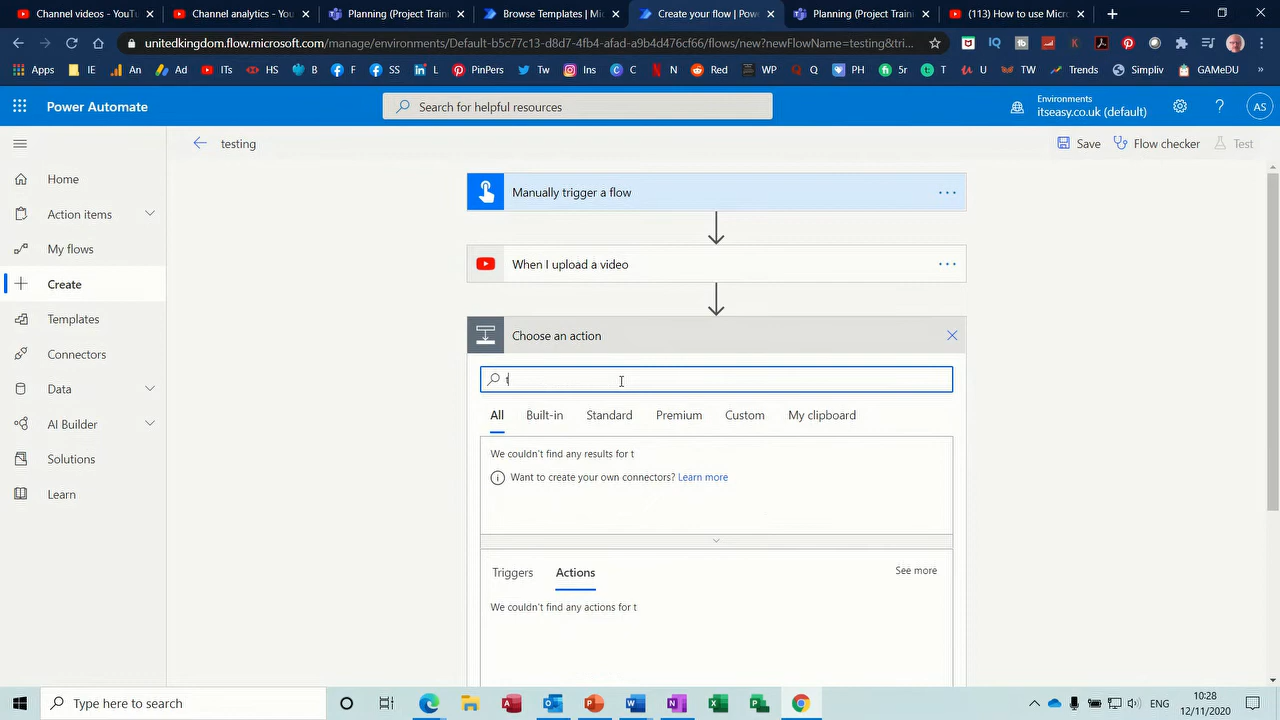 Channel videos - YouTu
Channel analytics - You
Planning (Project Traini
Browse Templates | Mic
Create your flow | Powe
Planning (Project Traini
(113) How to use Micro
unitedkingdom.flow.microsoft.com/manage/environments/Default-b5c77c13-d8d7-4fb4-afad-a9b4d476cf66/flows/new?newFlowName=testing&tri...
Apps
IE
An
Ad
ITs
HS
B
FB
SS
L
PinPers
Tw
Ins
C
N
Red
WP
Q
PH
5r
T
U
TW
Trends
Simpliv
GAMeDU
»
Power Automate
Search for helpful resources
Environments
itseasy.co.uk (default)
AS
testing
Save
Flow checker
Test
Home
Action items
My flows
Create
Templates
Connectors
Data
AI Builder
Solutions
Learn
Manually trigger a flow
When I upload a video
Choose an action
t
All
Built-in
Standard
Premium
Custom
My clipboard
We couldn't find any results for t
Want to create your own connectors? Learn more
Triggers
Actions
See more
We couldn't find any actions for t
Type here to search
ENG
10:28
12/11/2020